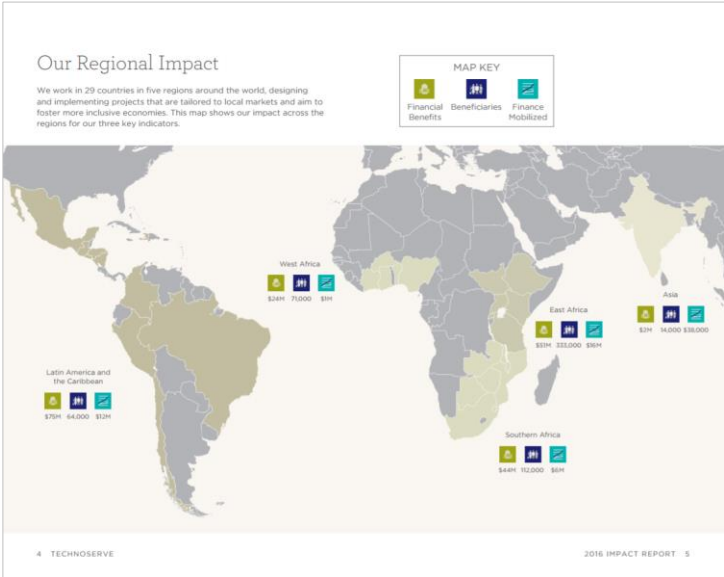 Our Regional Impact
We work in 29 countries in five regions around the world, designing
and implementing projects that are tailored to local markets and aim to
foster more inclusive economies. This map shows our impact across the
regions for our three key indicators.
MAP KEY
Financial
Benefits
Beneficiaries
Finance
Mobilized
West Africa
$24M 71,000 $1M
Asia
14,000 $38,000
East Africa
$51M 333,000 $16M
Latin America and
the Caribbean
$75M 64,000 $12M
Southern Africa
$44M 112,000 $6M
4 TECHNOSERVE
2016 IMPACT REPORT 5